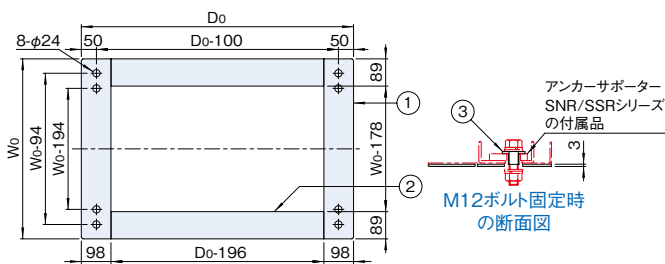 D0
50
D0-100
50
8-φ24
89
①
W0
W0-94
W0-194
W0-178
②
89
98
D0-196
98
アンカーサポーター
SNR/SSRシリーズ
の付属品
③
3
M12ボルト固定時
の断面図